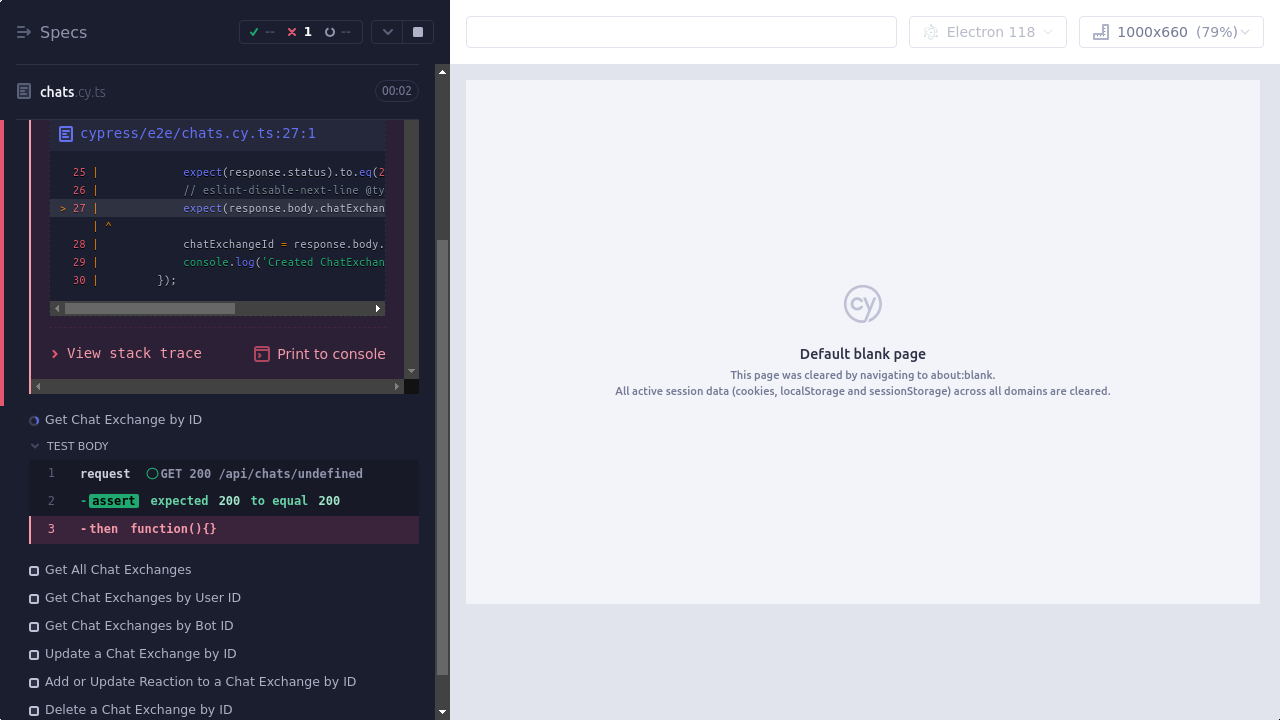 Specs
-- 1 --
Electron 118
1000x660 (79%)
chats.cy.ts
00:02
cypress/e2e/chats.cy.ts:27:1
25 | expect(response.status).to.eq(2
26 | // eslint-disable-next-line @ty
> 27 | expect(response.body.chatExchan
| ^
28 | chatExchangeId = response.body.
29 | console.log('Created ChatExchan
30 | });
View stack trace
Print to console
Get Chat Exchange by ID
TEST BODY
1 request GET 200 /api/chats/undefined
2 -assert expected 200 to equal 200
3 -then function(){}
Get All Chat Exchanges
Get Chat Exchanges by User ID
Get Chat Exchanges by Bot ID
Update a Chat Exchange by ID
Add or Update Reaction to a Chat Exchange by ID
Delete a Chat Exchange by ID
cy
Default blank page
This page was cleared by navigating to about:blank.
All active session data (cookies, localStorage and sessionStorage) across all domains are cleared.